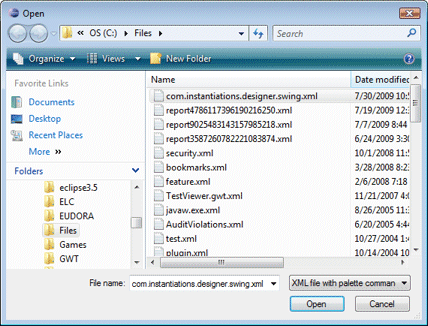 Open
« OS (C:) ▸ Files ▸
Search
Organize
Views
New Folder
Favorite Links
Documents
Desktop
Recent Places
More »
Folders
eclipse3.5
ELC
EUDORA
Files
Games
GWT
Name
Date modified
com.instantiations.designer.swing.xml 7/30/2009 10:5
report4786117396190216250.xml 7/19/2009 12:3
report9025483143157985218.xml 7/7/2009 8:44
report3587260782221083874.xml 6/24/2009 3:30
security.xml 10/1/2008 11:5
bookmarks.xml 3/28/2008 8:23
feature.xml 2/6/2008 7:18
TestViewer.gwt.xml 11/21/2007 4:0
javaw.exe.xml 8/26/2005 11:3
AuditViolations.xml 6/20/2005 4:4
test.xml 10/27/2004 1:4
plugin.xml 10/14/2004 10
File name: com.instantiations.designer.swing.xml
XML file with palette comman
Open
Cancel